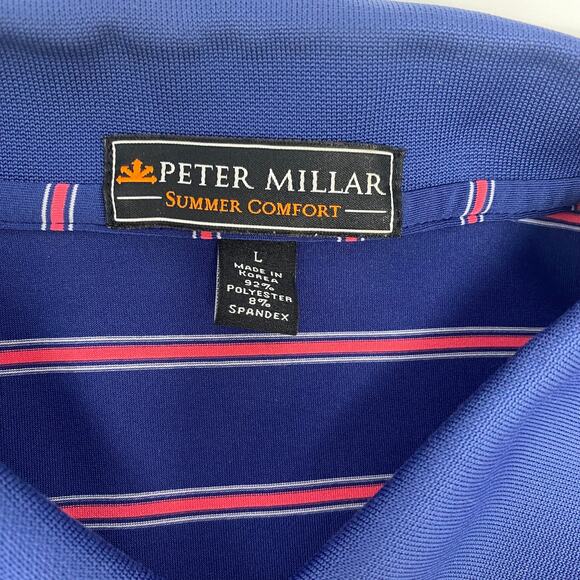 PETER MILLAR
SUMMER COMFORT
L
MADE IN
KOREA
92%
POLYESTER
8%
SPANDEX